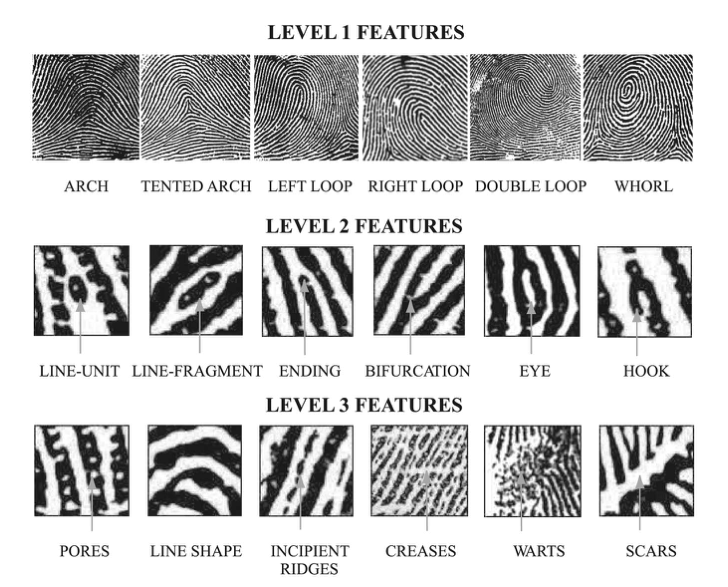 LEVEL 1 FEATURES
ARCH TENTED ARCH LEFT LOOP RIGHT LOOP DOUBLE LOOP WHORL
LEVEL 2 FEATURES
LINE-UNIT LINE-FRAGMENT ENDING BIFURCATION EYE HOOK
LEVEL 3 FEATURES
PORES LINE SHAPE INCIPIENT CREASES WARTS SCARS
RIDGES